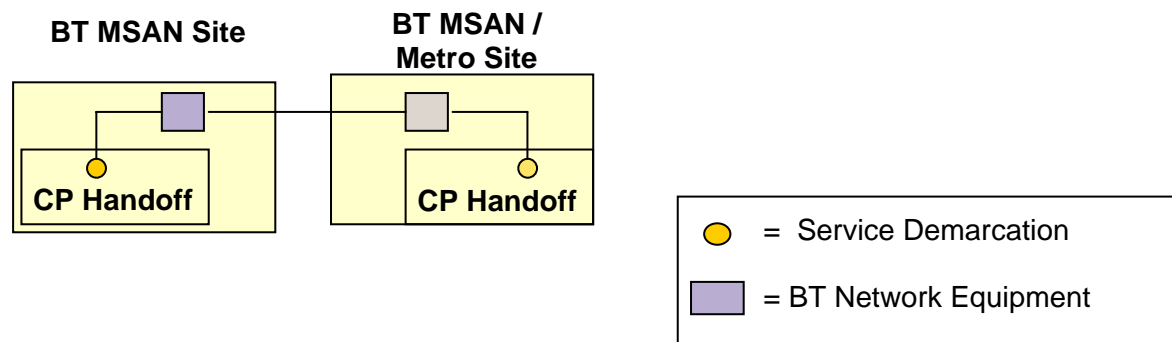 BT MSAN Site
BT MSAN /
Metro Site
CP Handoff
CP Handoff
= Service Demarcation
= BT Network Equipment